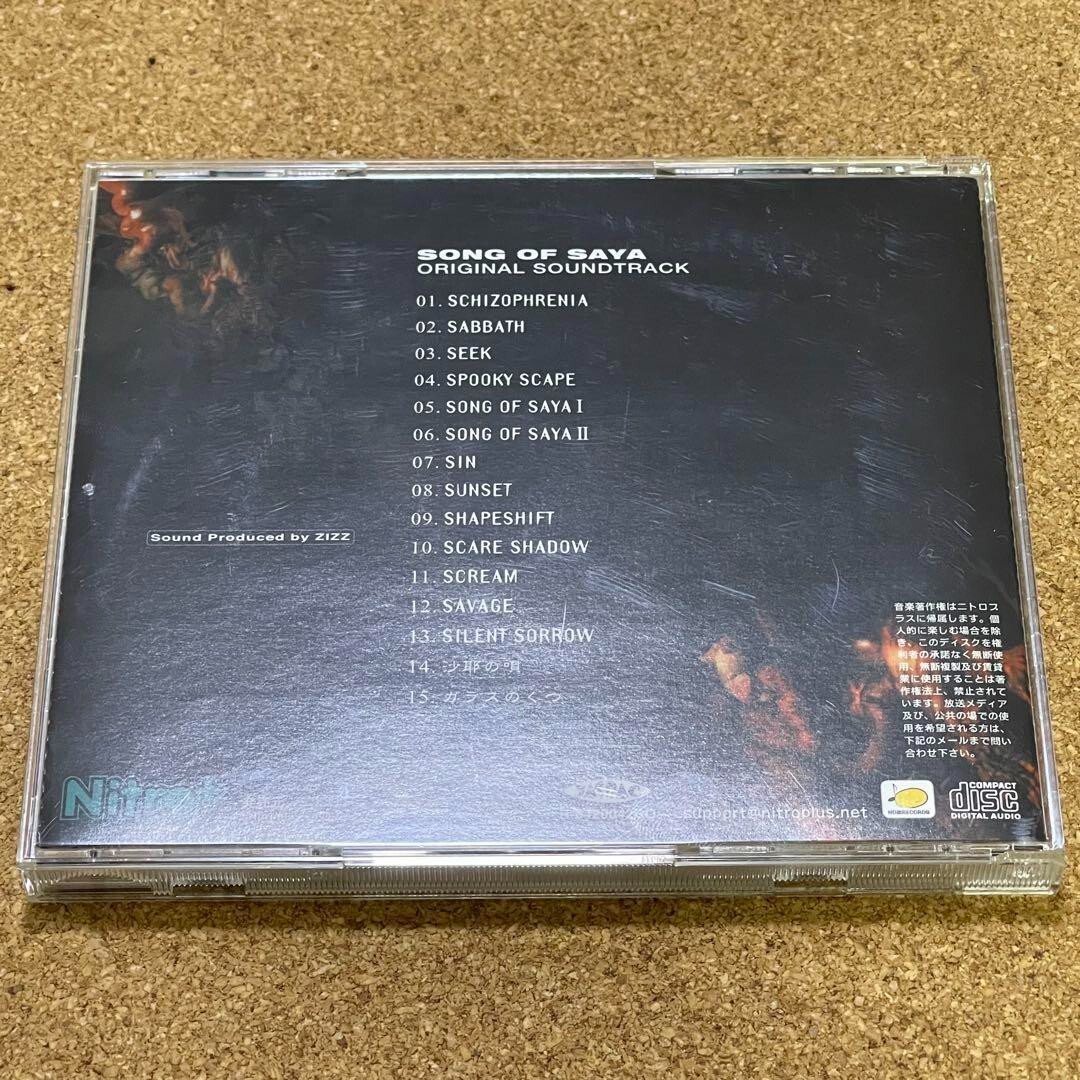 SONG OF SAYA
ORIGINAL SOUNDTRACK
01. SCHIZOPHRENIA
02. SABBATH
03. SEEK
04. SPOOKY SCAPE
05. SONG OF SAYA I
06. SONG OF SAYA II
07. SIN
08. SUNSET
09. SHAPESHIFT
10. SCARE SHADOW
11. SCREAM
12. SAVAGE
13. SILENT SORROW
14. 沙耶の唄
15. ガラスのくつ
Sound Produced by ZIZZ
音楽著作権はニトロプ
ラスに帰属します。個
人的に楽しむ場合を除
き、このディスクを権
利者の承諾なく無断使
用、無断複製及び賃貸
業に使用することは著
作権法上、禁止されて
います。放送メディア
及び、公共の場での使
用を希望される方は、
下記のメールまで問い
合わせ下さい。
Nitro+
support@nitroplus.net
COMPACT
disc
DIGITAL AUDIO